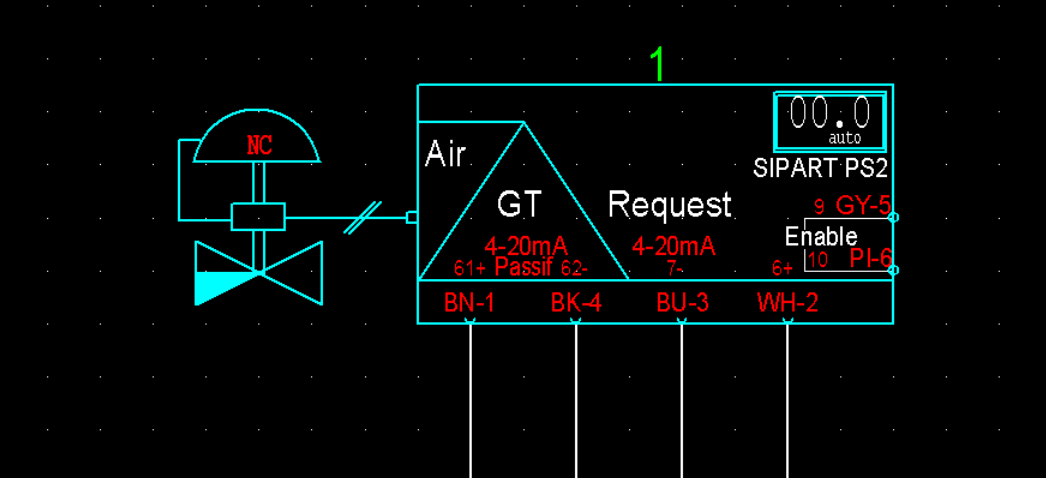 1
00.0
auto
NC
Air
SIPART PS2
GT
Request
9 GY-5
Enable
4-20mA
4-20mA
10 PI-6
61+ Passif 62-
7-
6+
BN-1
BK-4
BU-3
WH-2